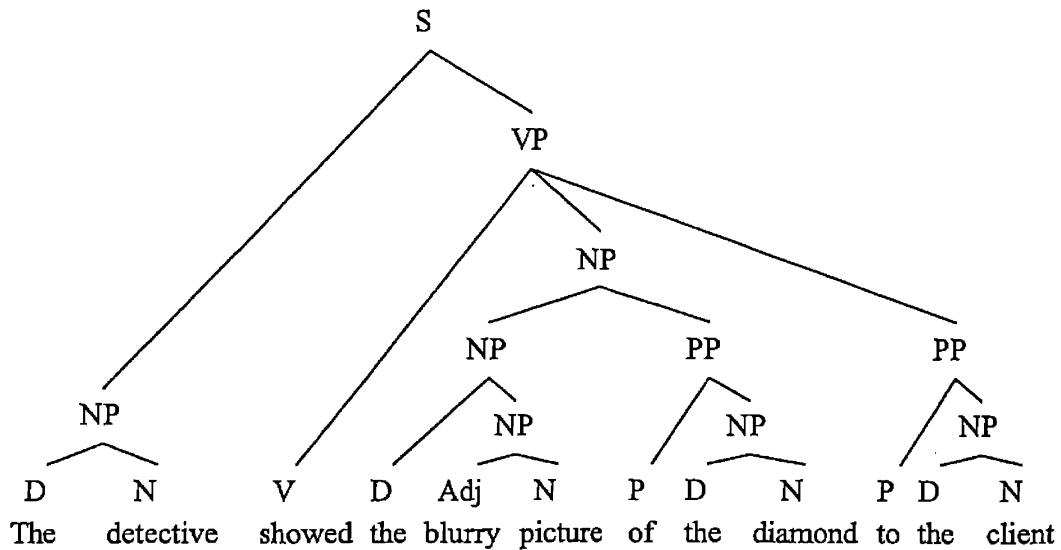 S
VP
NP
NP PP PP
NP NP NP NP
D N V D Adj N P D N P D N
The detective showed the blurry picture of the diamond to the client